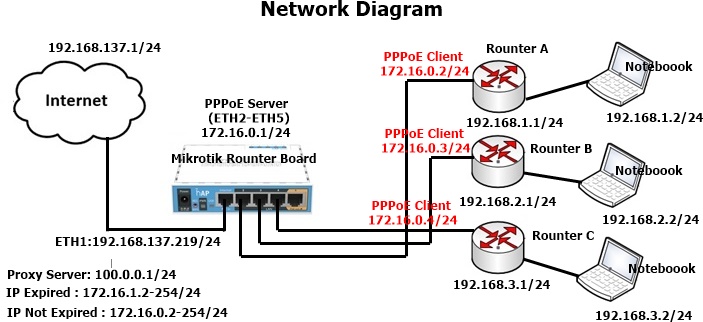 Network Diagram
192.168.137.1/24
Internet
PPPoE Server
(ETH2-ETH5)
172.16.0.1/24
Mikrotik Rounter Board
hAP
ETH1:192.168.137.219/24
Proxy Server: 100.0.0.1/24
IP Expired : 172.16.1.2-254/24
IP Not Expired : 172.16.0.2-254/24
PPPoE Client
172.16.0.2/24
Rounter A
192.168.1.1/24
Noteboook
192.168.1.2/24
PPPoE Client
172.16.0.3/24
Rounter B
192.168.2.1/24
Noteboook
192.168.2.2/24
PPPoE Client
172.16.0.4/24
Rounter C
192.168.3.1/24
Noteboook
192.168.3.2/24